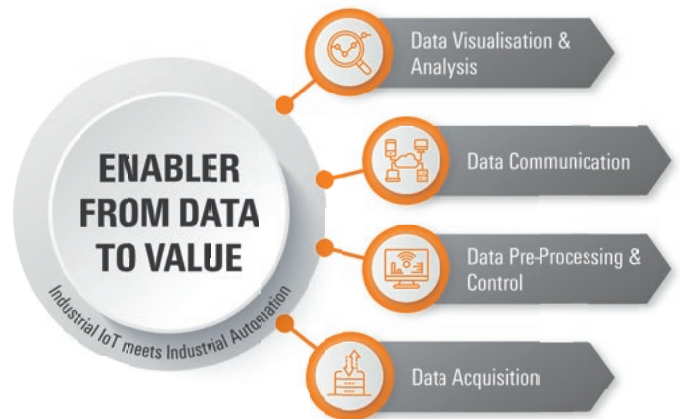 ENABLER
FROM DATA
TO VALUE
Industrial IoT meets Industrial Automation
Data Visualisation &
Analysis
Data Communication
Data Pre-Processing &
Control
Data Acquisition